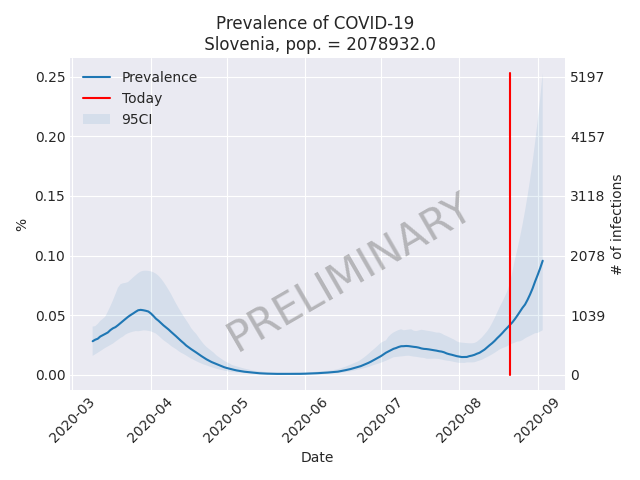 Prevalence of COVID-19
Slovenia, pop. = 2078932.0
Prevalence
Today
95CI
PRELIMINARY
%
0.25
0.20
0.15
0.10
0.05
0.00
5197
4157
3118
2078
1039
0
# of infections
2020-03
2020-04
2020-05
2020-06
2020-07
2020-08
2020-09
Date